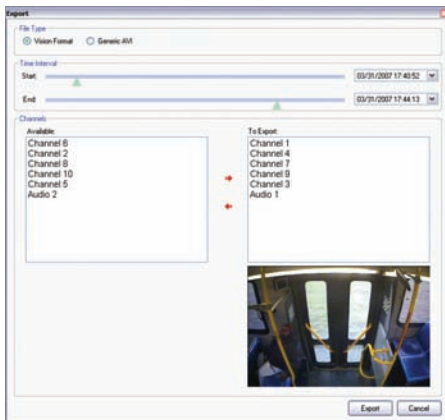 Export
File Type
Vision Format
Generic AVI
Time Interval
Start:
03/31/2007 17:40:52
End:
03/31/2007 17:44:13
Channels
Available:
Channel 6
Channel 2
Channel 8
Channel 10
Channel 5
Audio 2
To Export:
Channel 1
Channel 4
Channel 7
Channel 9
Channel 3
Audio 1
Export
Cancel